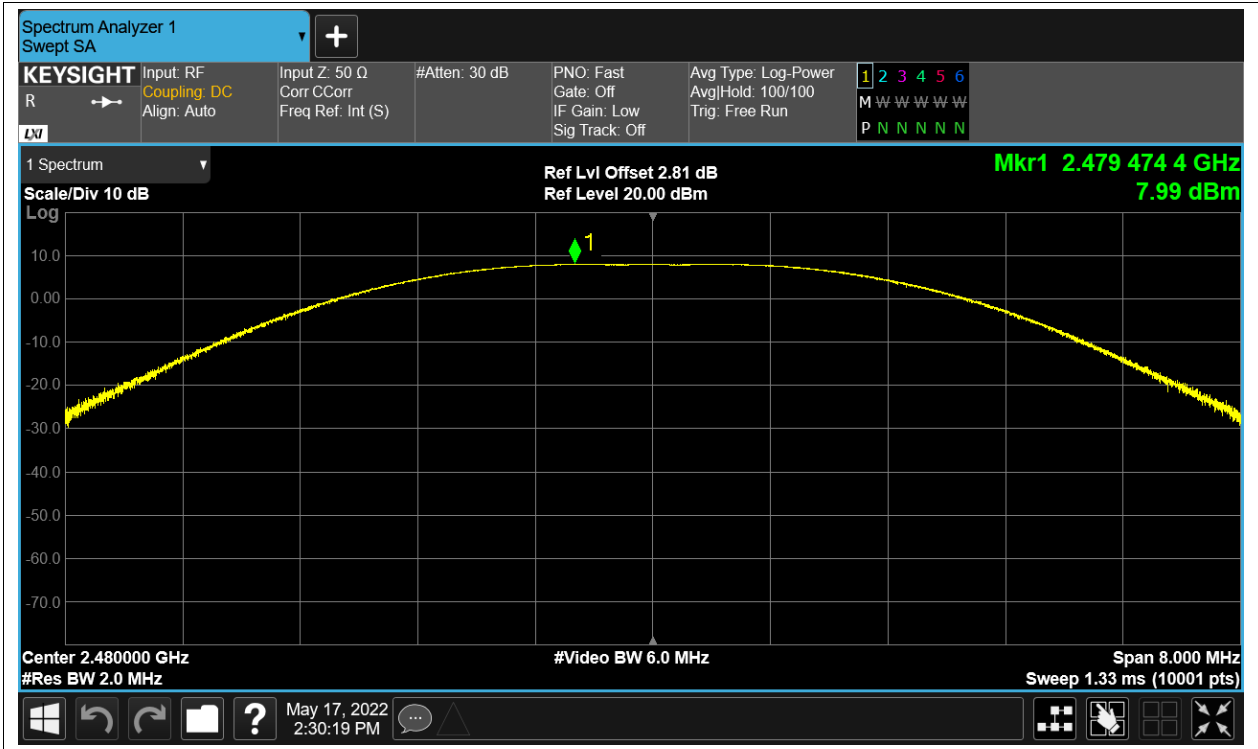 Spectrum Analyzer 1
Swept SA
KEYSIGHT
R
LXI
Input: RF
Coupling: DC
Align: Auto
Input Z: 50 Ω
Corr CCorr
Freq Ref: Int (S)
#Atten: 30 dB
PNO: Fast
Gate: Off
IF Gain: Low
Sig Track: Off
Avg Type: Log-Power
Avg|Hold: 100/100
Trig: Free Run
1 2 3 4 5 6
M W W W W W W
P N N N N N
1 Spectrum
Scale/Div 10 dB
Log
Ref Lvl Offset 2.81 dB
Ref Level 20.00 dBm
Mkr1 2.479 474 4 GHz
7.99 dBm
1
10.0
0.00
-10.0
-20.0
-30.0
-40.0
-50.0
-60.0
-70.0
Center 2.480000 GHz
#Res BW 2.0 MHz
#Video BW 6.0 MHz
Span 8.000 MHz
Sweep 1.33 ms (10001 pts)
?
May 17, 2022
2:30:19 PM